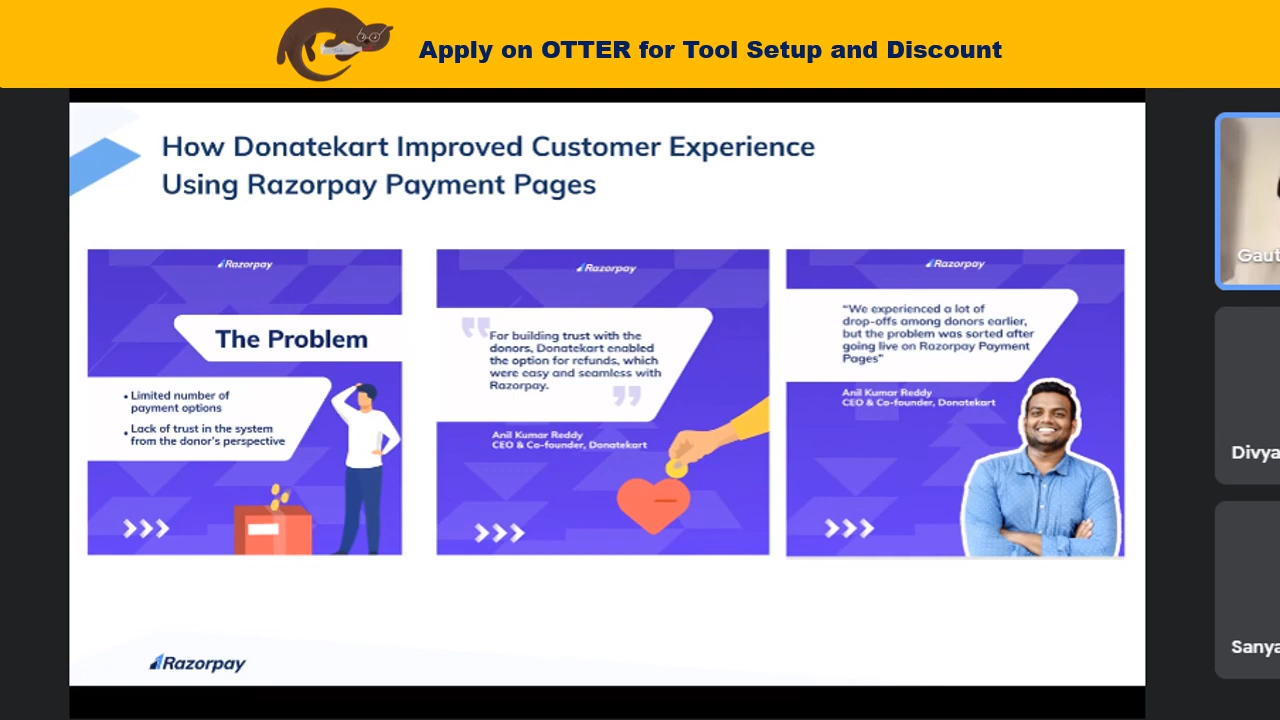 Apply on OTTER for Tool Setup and Discount
How Donatekart Improved Customer Experience
Using Razorpay Payment Pages
Razorpay
The Problem
• Limited number of
payment options
• Lack of trust in the system
from the donor's perspective
Razorpay
For building trust with the
donors, Donatekart enabled
the option for refunds, which
were easy and seamless with
Razorpay.
Anil Kumar Reddy
CEO & Co-founder, Donatekart
Razorpay
“We experienced a lot of
drop-offs among donors earlier,
but the problem was sorted after
going live on Razorpay Payment
Pages”
Anil Kumar Reddy
CEO & Co-founder, Donatekart
Razorpay
Gaut
Divya
Sanya